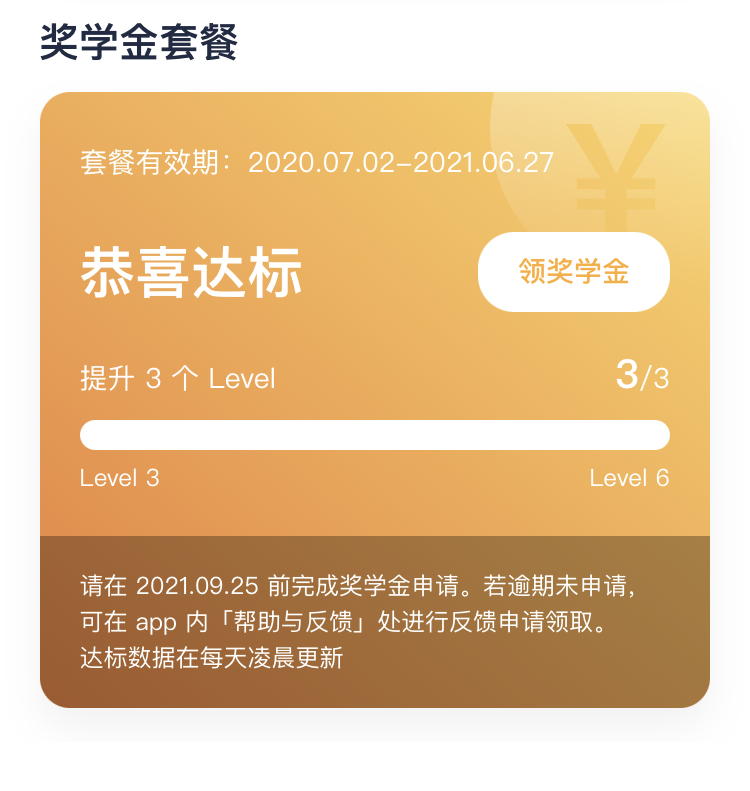 奖学金套餐
套餐有效期：2020.07.02-2021.06.27
¥
恭喜达标
领奖学金
提升 3 个 Level
3/3
Level 3
Level 6
请在 2021.09.25 前完成奖学金申请。若逾期未申请，
可在 app 内「帮助与反馈」处进行反馈申请领取。
达标数据在每天凌晨更新